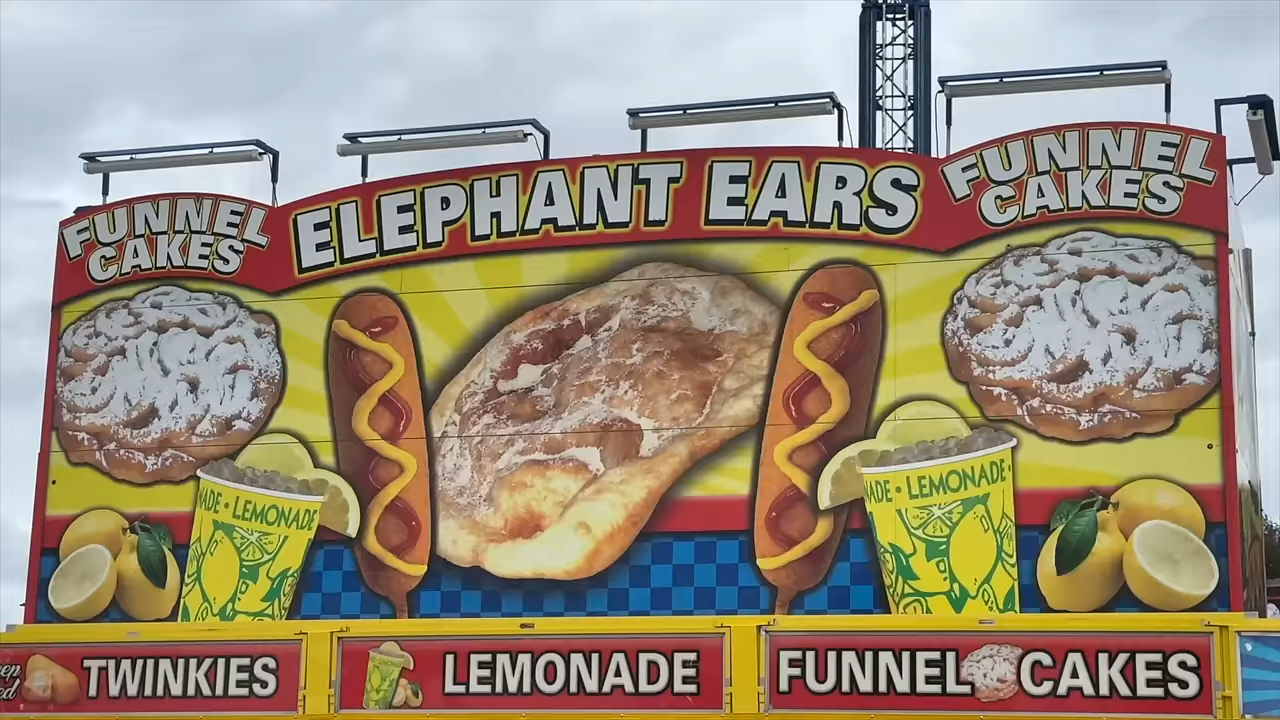 FUNNEL
CAKES
ELEPHANT EARS
FUNNEL
CAKES
ADE • LEMONADE
ADE • LEMONADE •
TWINKIES
LEMONADE
FUNNEL CAKES